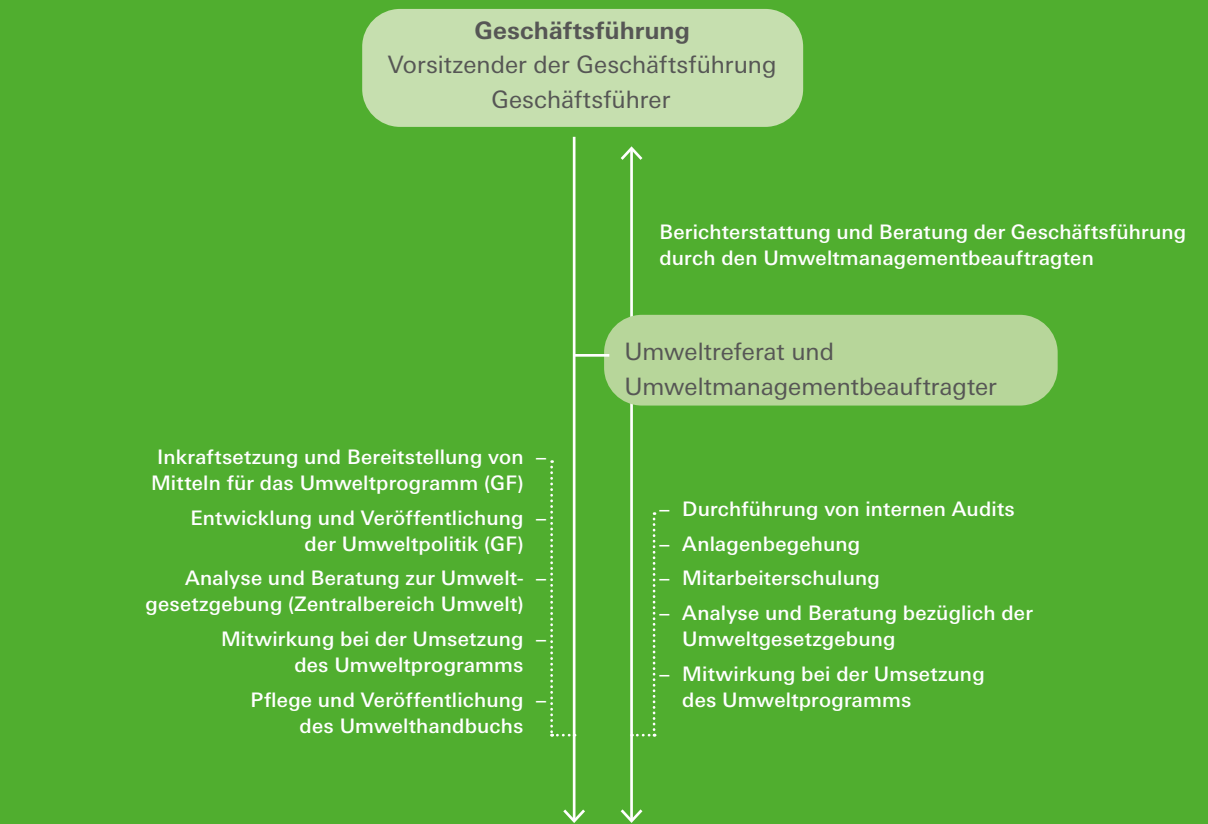 Geschäftsführung
Vorsitzender der Geschäftsführung
Geschäftsführer
Berichterstattung und Beratung der Geschäftsführung
durch den Umweltmanagementbeauftragten
Umweltreferat und
Umweltmanagementbeauftragter
Inkraftsetzung und Bereitstellung von –
Mitteln für das Umweltprogramm (GF)
Entwicklung und Veröffentlichung –
der Umweltpolitik (GF)
Analyse und Beratung zur Umwelt- –
gesetzgebung (Zentralbereich Umwelt)
Mitwirkung bei der Umsetzung –
des Umweltprogramms
Pflege und Veröffentlichung –
des Umwelthandbuchs
– Durchführung von internen Audits
– Anlagenbegehung
– Mitarbeiterschulung
– Analyse und Beratung bezüglich der
Umweltgesetzgebung
– Mitwirkung bei der Umsetzung
des Umweltprogramms